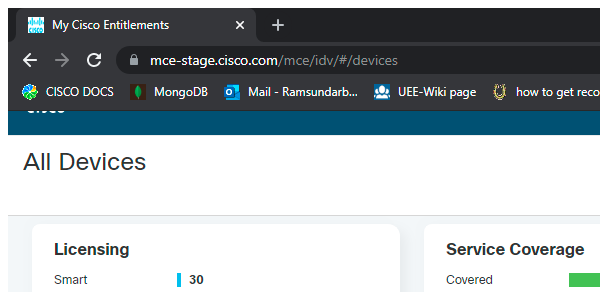 My Cisco Entitlements
mce-stage.cisco.com/mce/idv/#/devices
CISCO DOCS MongoDB Mail - Ramsundarb... UEE-Wiki page how to get reco
All Devices
Licensing Service Coverage
Smart 30 Covered